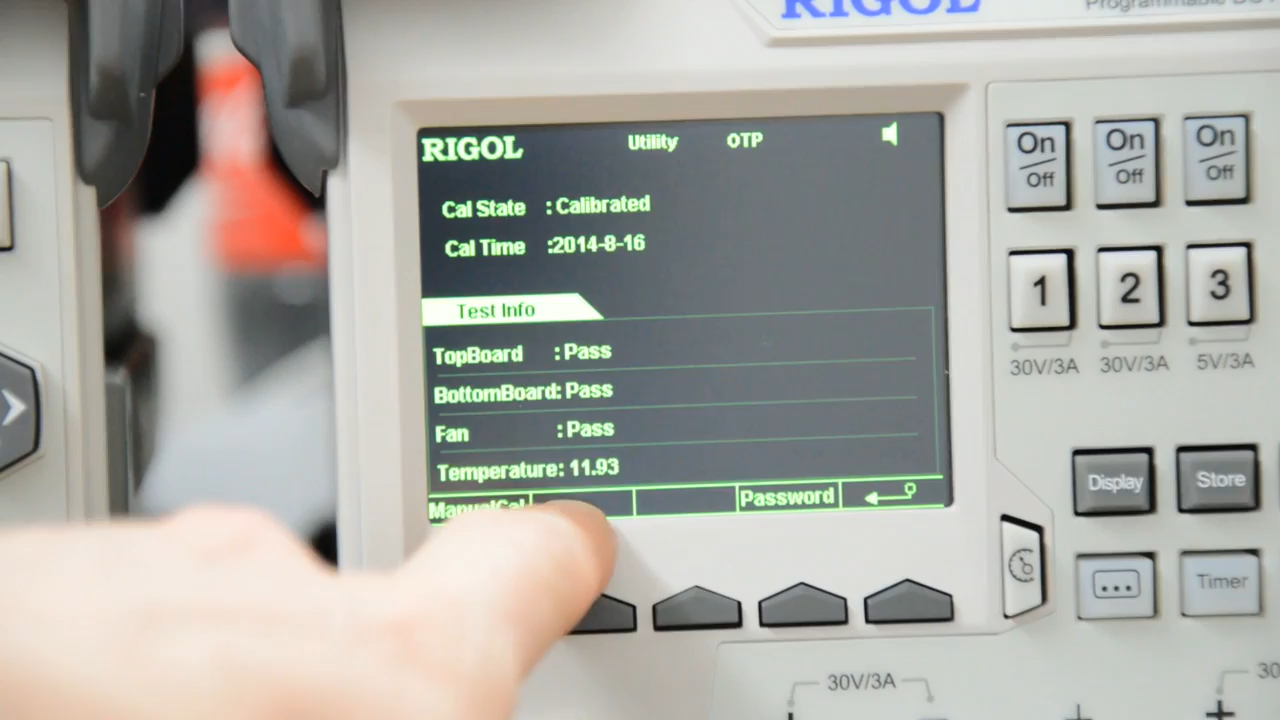 RIGOL
Programmable DC
RIGOL Utility OTP
Cal State : Calibrated
Cal Time :2014-8-16
Test Info
TopBoard : Pass
BottomBoard: Pass
Fan : Pass
Temperature: 11.93
ManualCal Password
On/Off On/Off On/Off
1 2 3
30V/3A 30V/3A 5V/3A
Display Store
Timer
30V/3A
30